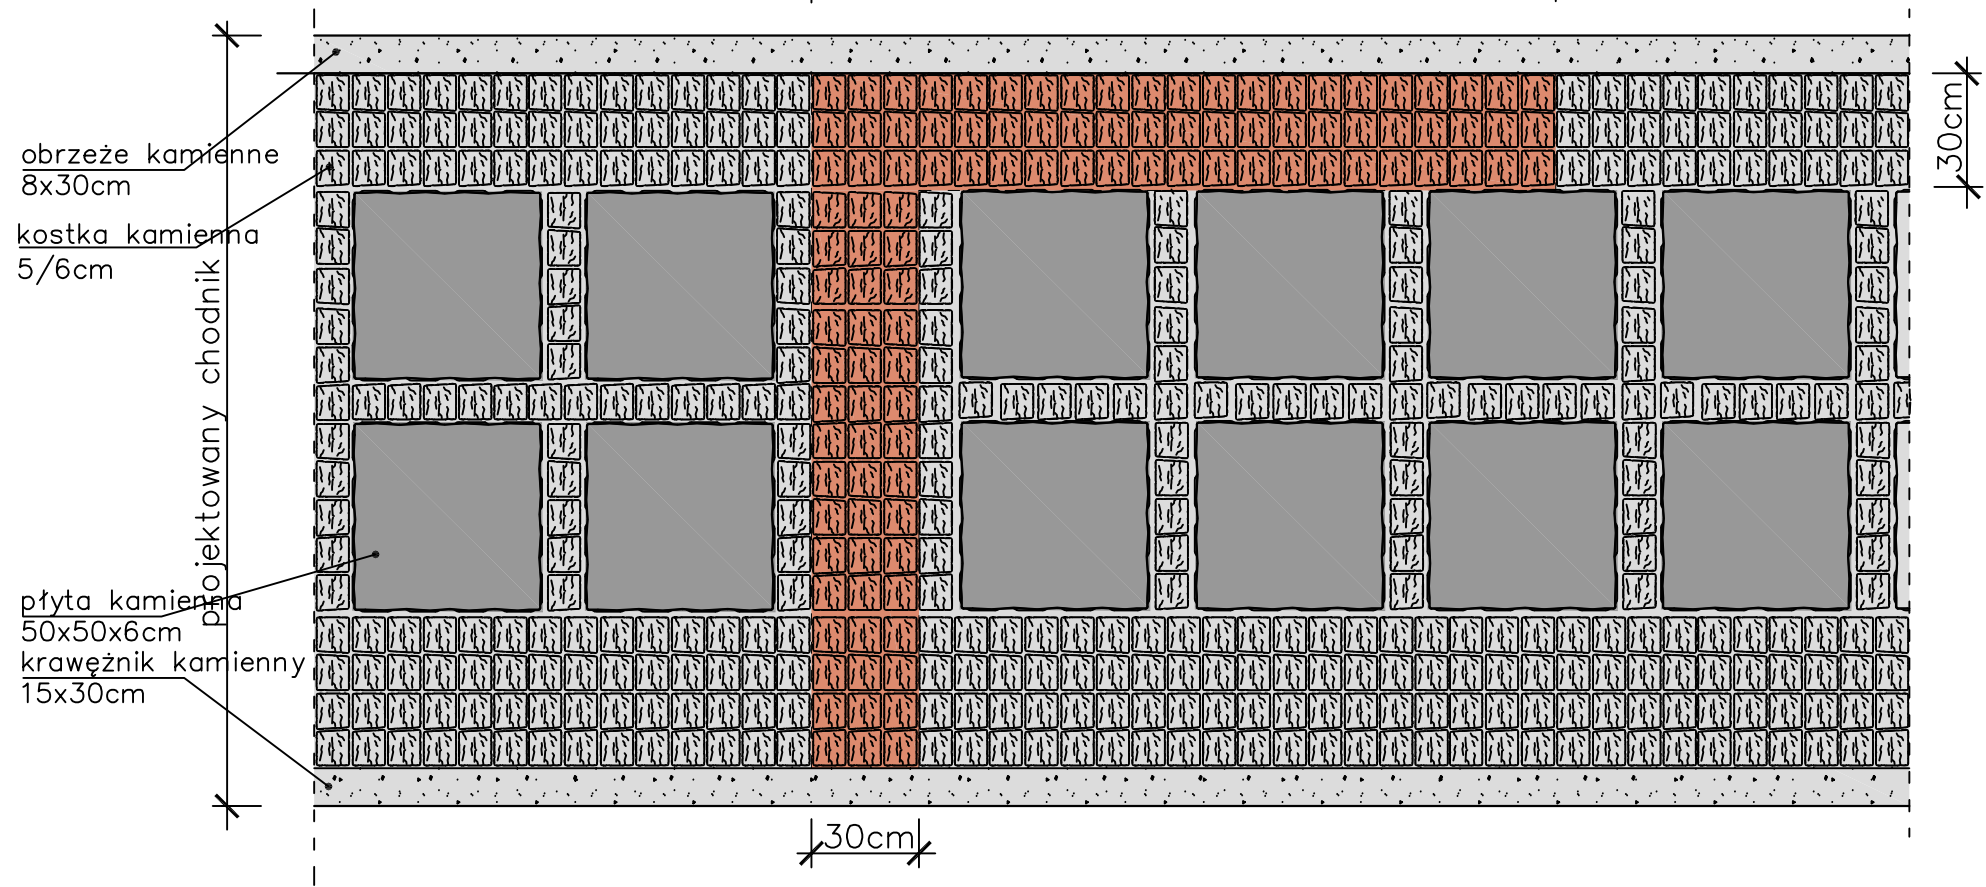 obrzeże kamienne
8x30cm
kostka kamienna
5/6cm
projektowany chodnik
płyta kamienna
50x50x6cm
krawężnik kamienny
15x30cm
30cm
30cm